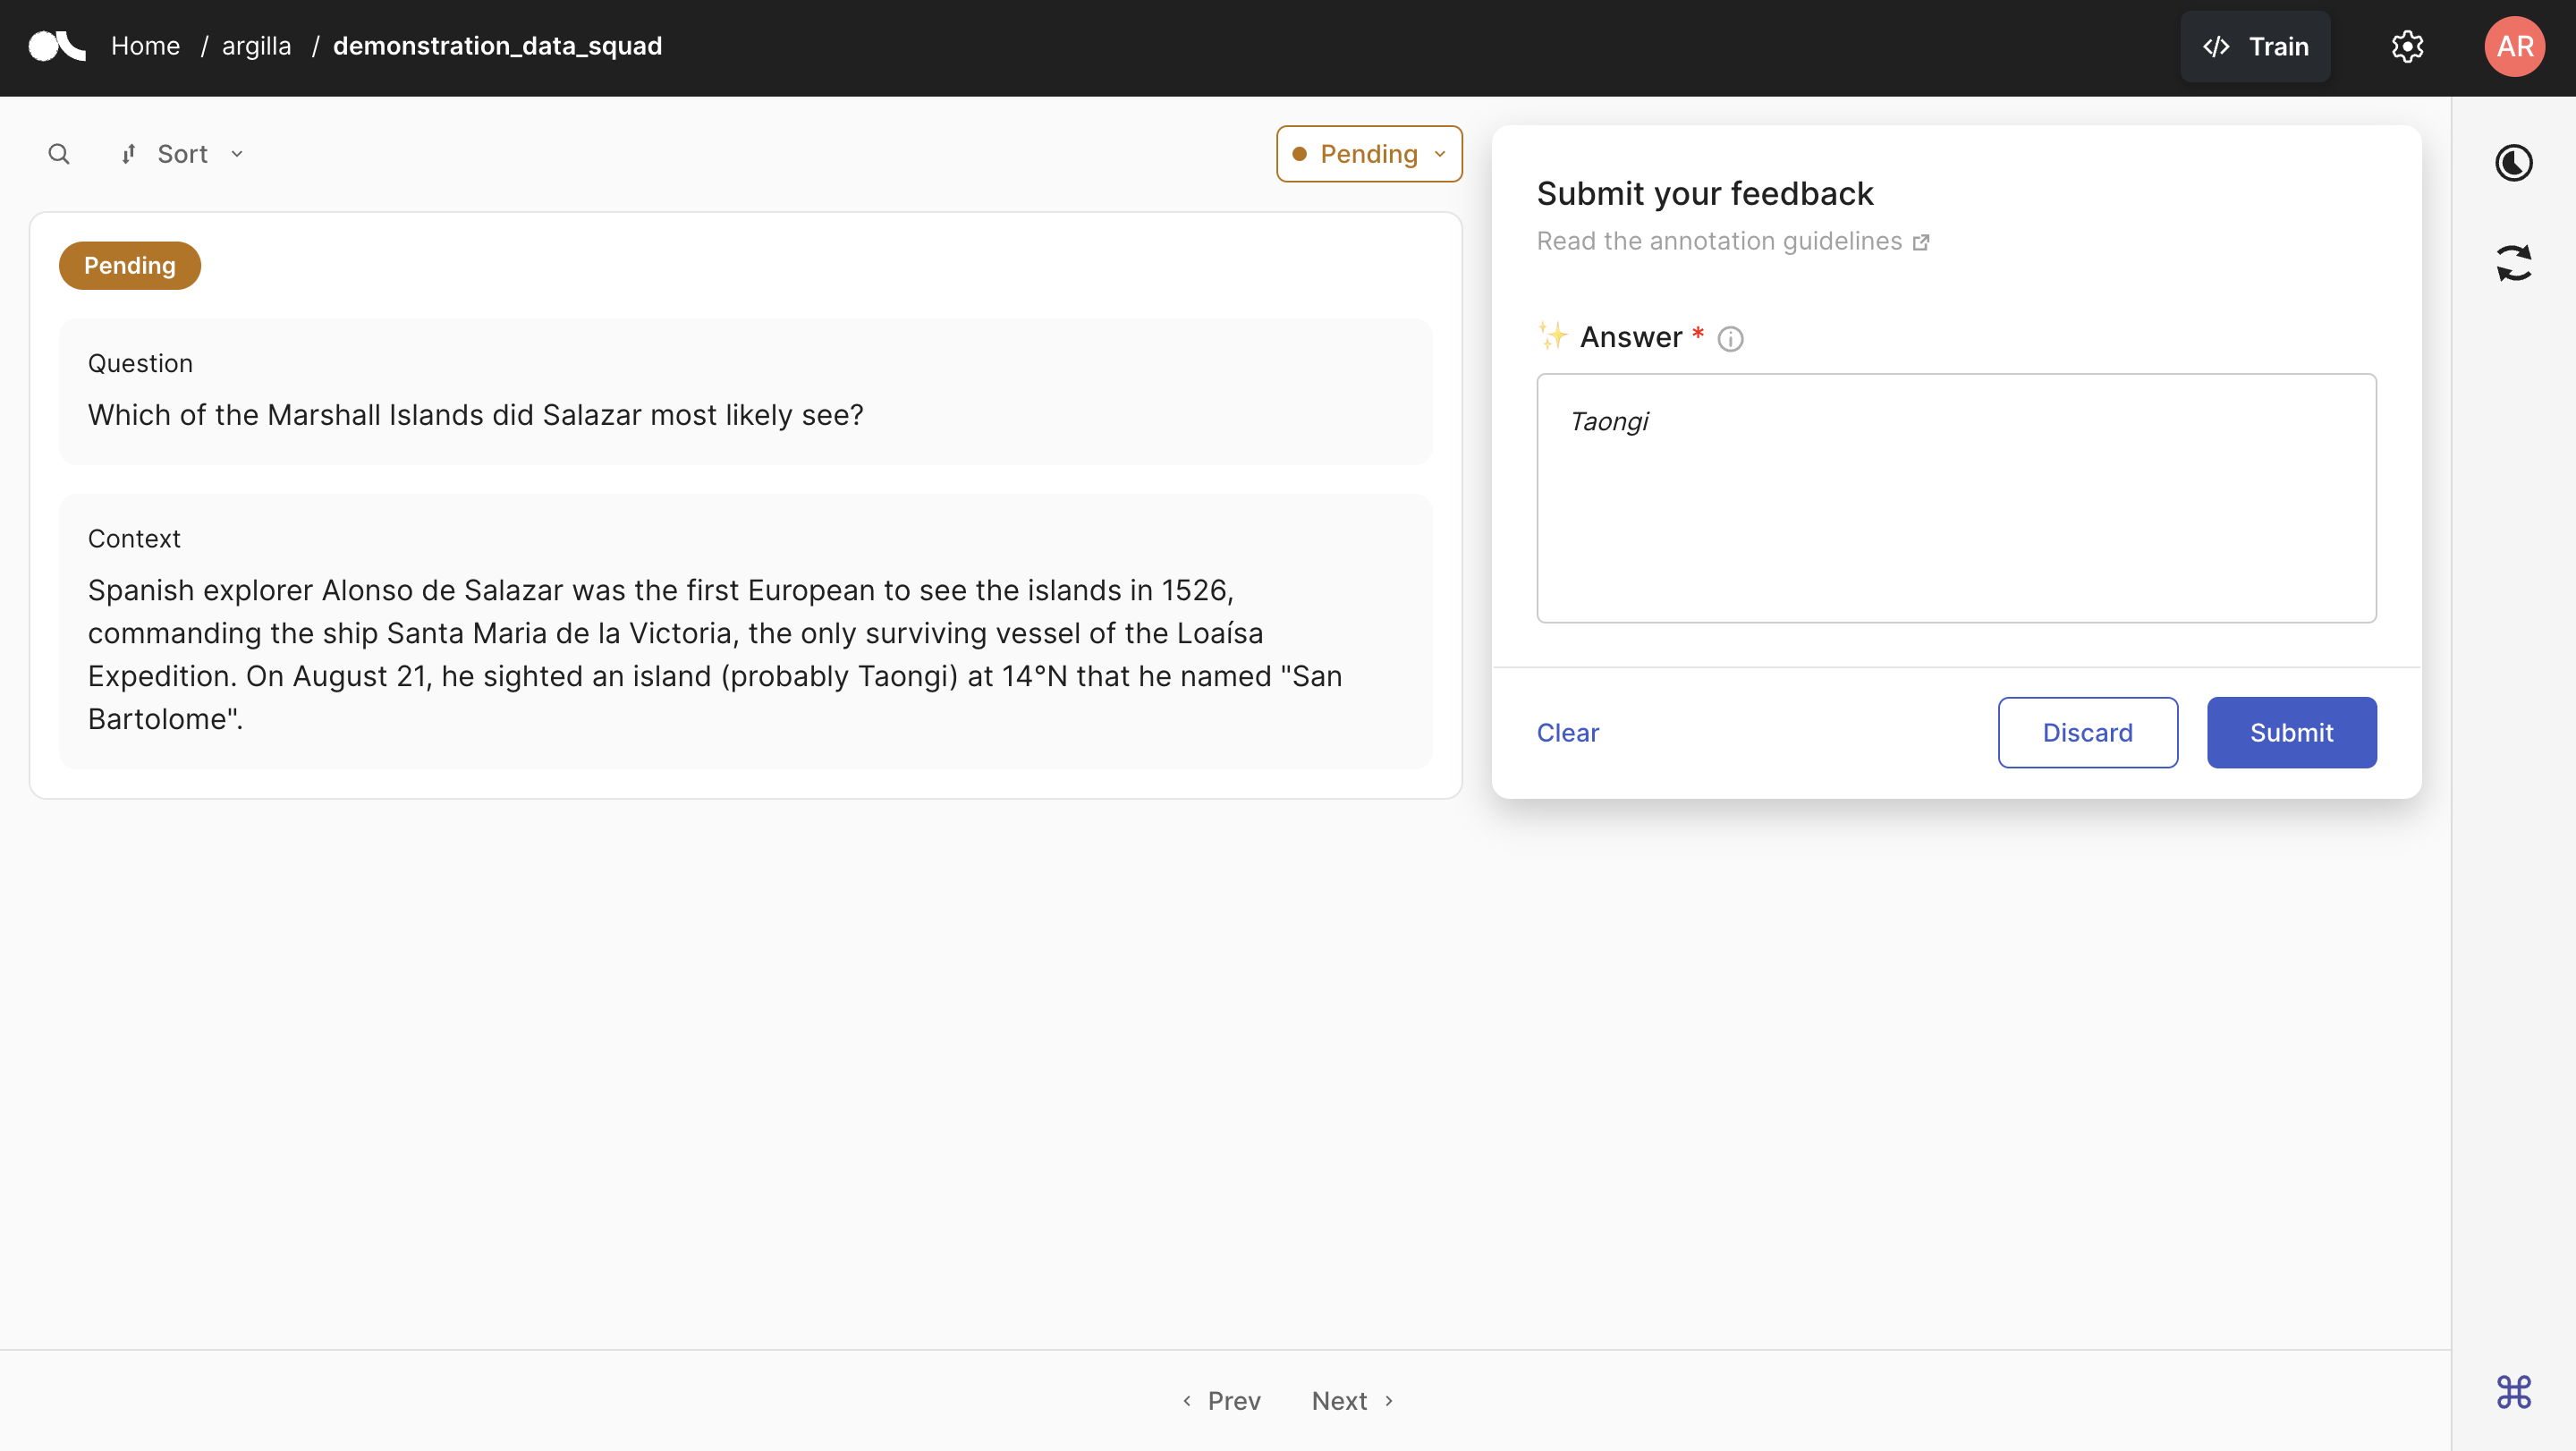 Home / argilla / demonstration_data_squad
Train
AR
Sort
Pending
Pending
Question
Which of the Marshall Islands did Salazar most likely see?
Context
Spanish explorer Alonso de Salazar was the first European to see the islands in 1526,
commanding the ship Santa Maria de la Victoria, the only surviving vessel of the Loaísa
Expedition. On August 21, he sighted an island (probably Taongi) at 14°N that he named "San
Bartolome".
Submit your feedback
Read the annotation guidelines
Answer *
Taongi
Clear
Discard
Submit
Prev
Next